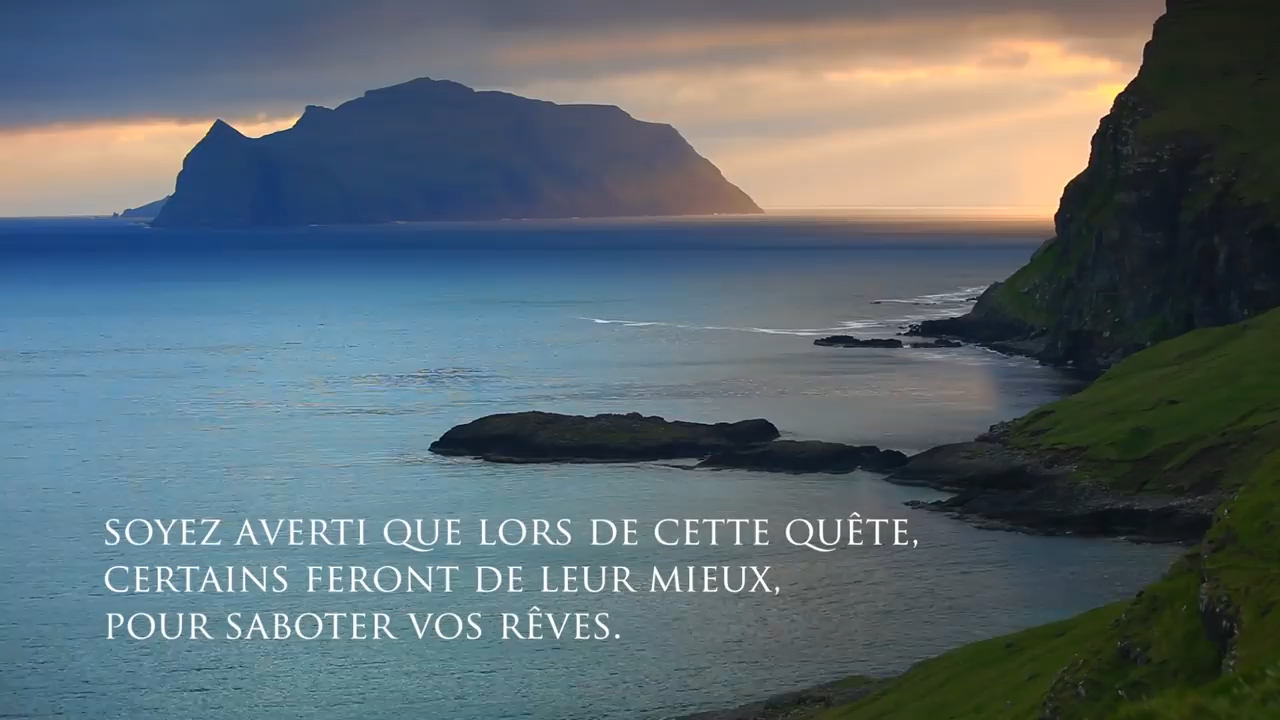 SOYEZ AVERTI QUE LORS DE CETTE QUÊTE,
CERTAINS FERONT DE LEUR MIEUX,
POUR SABOTER VOS RÊVES.